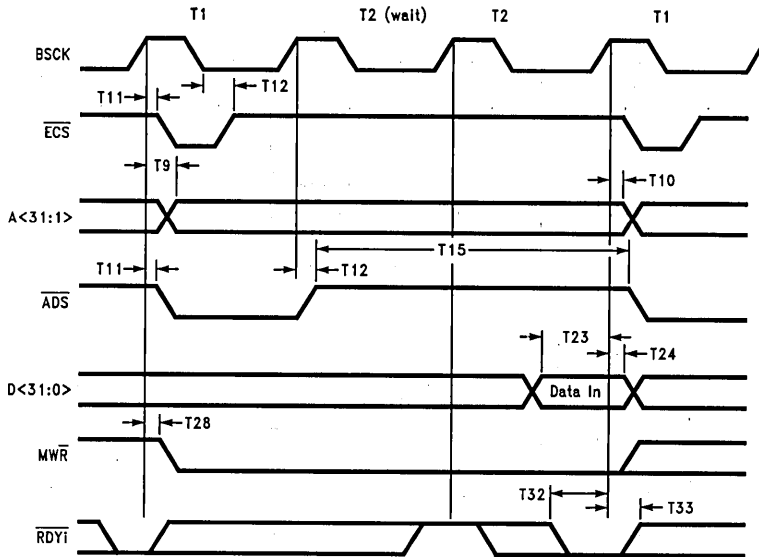 T1 T2 (wait) T2 T1
BSCK
T11 T12
ECS
T9 T10
A<31:1>
T15
T11 T12
ADS
T23
T24
D<31:0> Data In
T28
MWR
T32
T33
RDYi